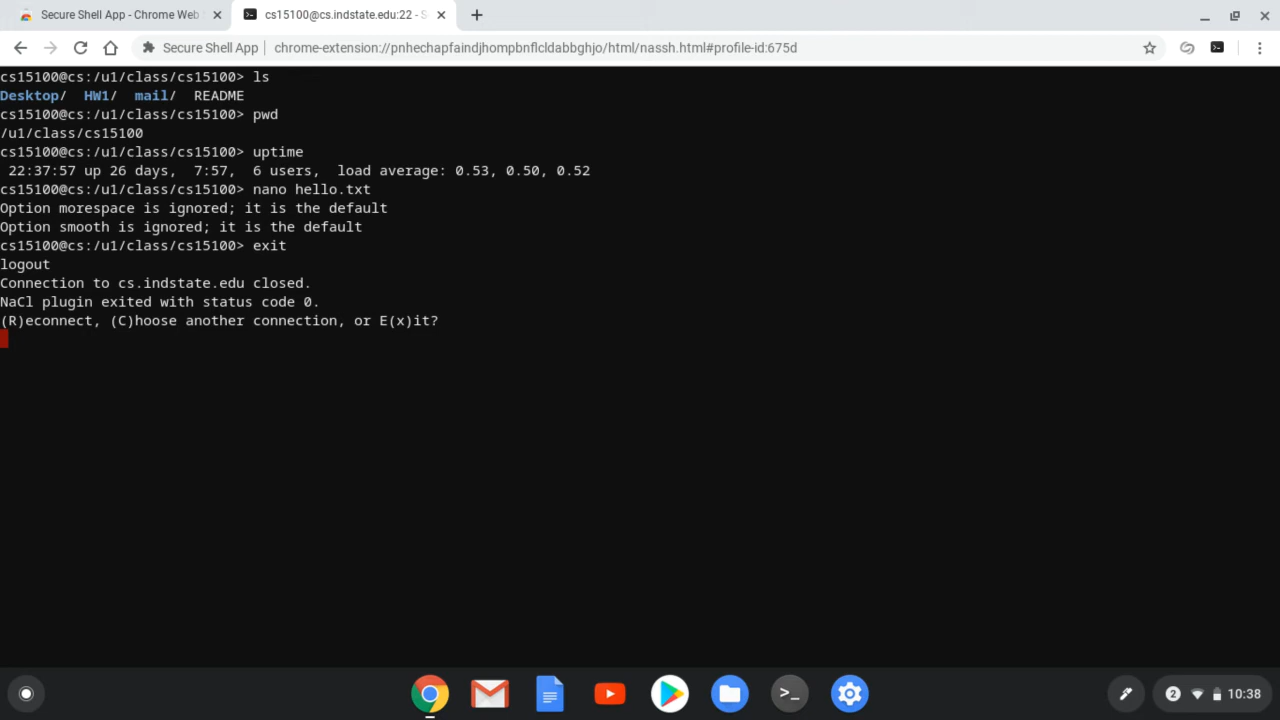 Secure Shell App - Chrome Web
cs15100@cs.indstate.edu:22 - S
Secure Shell App | chrome-extension://pnhechapfaindjhompbnflcldabbghjo/html/nassh.html#profile-id:675d
cs15100@cs:/u1/class/cs15100> ls
Desktop/  HW1/  mail/  README
cs15100@cs:/u1/class/cs15100> pwd
/u1/class/cs15100
cs15100@cs:/u1/class/cs15100> uptime
 22:37:57 up 26 days,  7:57,  6 users,  load average: 0.53, 0.50, 0.52
cs15100@cs:/u1/class/cs15100> nano hello.txt
Option morespace is ignored; it is the default
Option smooth is ignored; it is the default
cs15100@cs:/u1/class/cs15100> exit
logout
Connection to cs.indstate.edu closed.
NaCl plugin exited with status code 0.
(R)econnect, (C)hoose another connection, or E(x)it?
>_
2 10:38